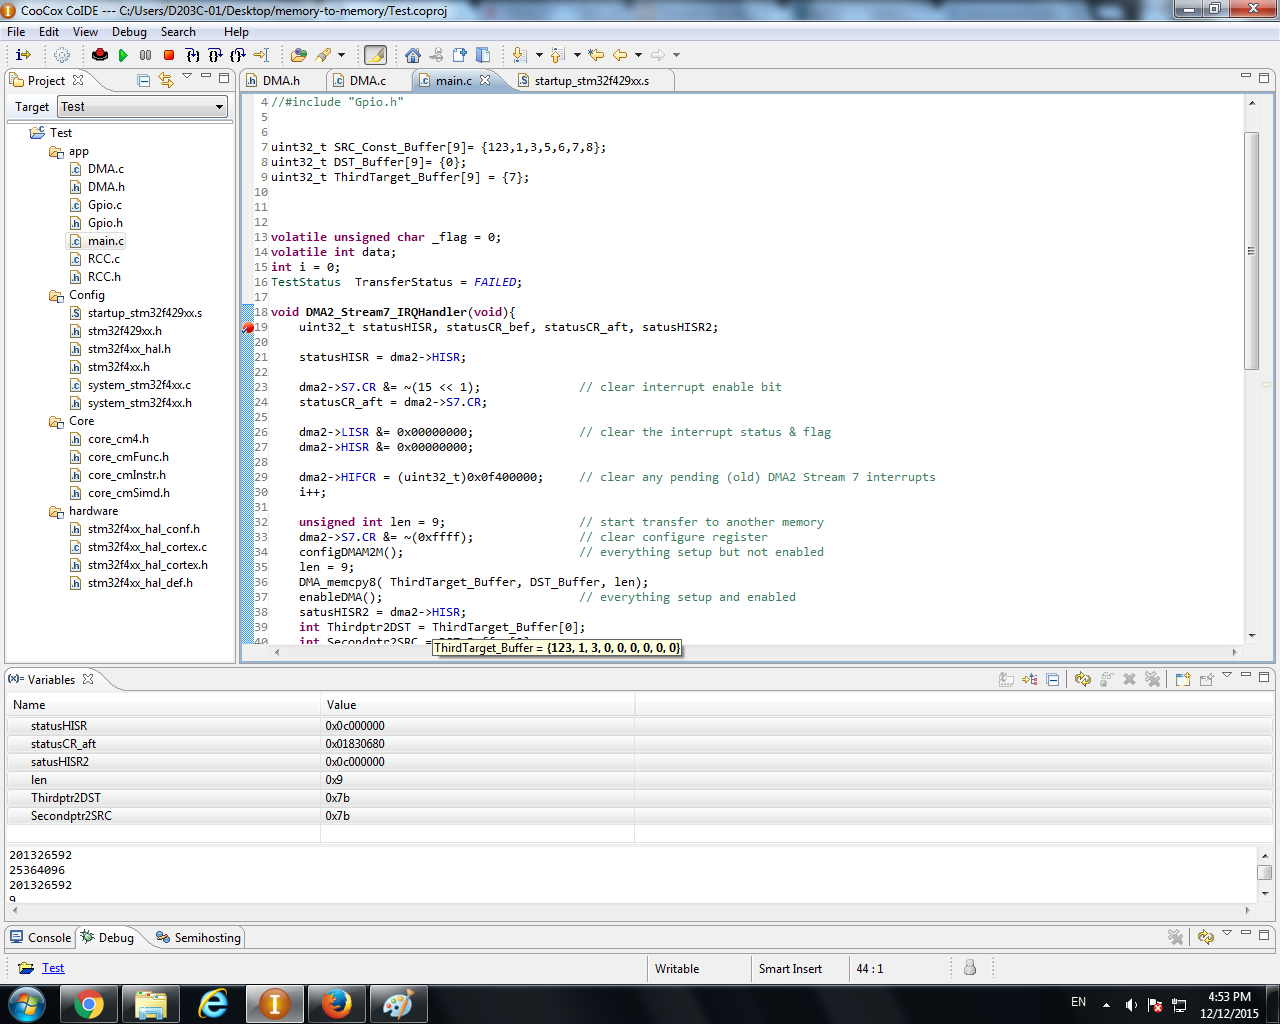 CooCox CoIDE --- C:/Users/D203C-01/Desktop/memory-to-memory/Test.coproj
File Edit View Debug Search Help
Project
Target Test
Test
app
DMA.c
DMA.h
Gpio.c
Gpio.h
main.c
RCC.c
RCC.h
Config
startup_stm32f429xx.s
stm32f429xx.h
stm32f4xx_hal.h
stm32f4xx.h
system_stm32f4xx.c
system_stm32f4xx.h
Core
core_cm4.h
core_cmFunc.h
core_cmInstr.h
core_cmSimd.h
hardware
stm32f4xx_hal_conf.h
stm32f4xx_hal_cortex.c
stm32f4xx_hal_cortex.h
stm32f4xx_hal_def.h
DMA.h DMA.c main.c startup_stm32f429xx.s
4 //#include "Gpio.h"
5
6
7 uint32_t SRC_Const_Buffer[9]= {123,1,3,5,6,7,8};
8 uint32_t DST_Buffer[9]= {0};
9 uint32_t ThirdTarget_Buffer[9] = {7};
10
11
12
13 volatile unsigned char _flag = 0;
14 volatile int data;
15 int i = 0;
16 TestStatus  TransferStatus = FAILED;
17
18 void DMA2_Stream7_IRQHandler(void){
19     uint32_t statusHISR, statusCR_bef, statusCR_aft, satusHISR2;
20
21     statusHISR = dma2->HISR;
22
23     dma2->S7.CR &= ~(15 << 1);              // clear interrupt enable bit
24     statusCR_aft = dma2->S7.CR;
25
26     dma2->LISR &= 0x00000000;               // clear the interrupt status & flag
27     dma2->HISR &= 0x00000000;
28
29     dma2->HIFCR = (uint32_t)0x0f400000;     // clear any pending (old) DMA2 Stream 7 interrupts
30     i++;
31
32     unsigned int len = 9;                   // start transfer to another memory
33     dma2->S7.CR &= ~(0xffff);               // clear configure register
34     configDMAM2M();                         // everything setup but not enabled
35     len = 9;
36     DMA_memcpy8( ThirdTarget_Buffer, DST_Buffer, len);
37     enableDMA();                            // everything setup and enabled
38     satusHISR2 = dma2->HISR;
39     int Thirdptr2DST = ThirdTarget_Buffer[0];
40     int Secondptr2SRC =
ThirdTarget_Buffer = {123, 1, 3, 0, 0, 0, 0, 0, 0}
Variables
Name Value
statusHISR 0x0c000000
statusCR_aft 0x01830680
satusHISR2 0x0c000000
len 0x9
Thirdptr2DST 0x7b
Secondptr2SRC 0x7b
201326592
25364096
201326592
9
Console Debug Semihosting
Test Writable Smart Insert 44 : 1
EN 4:53 PM
12/12/2015